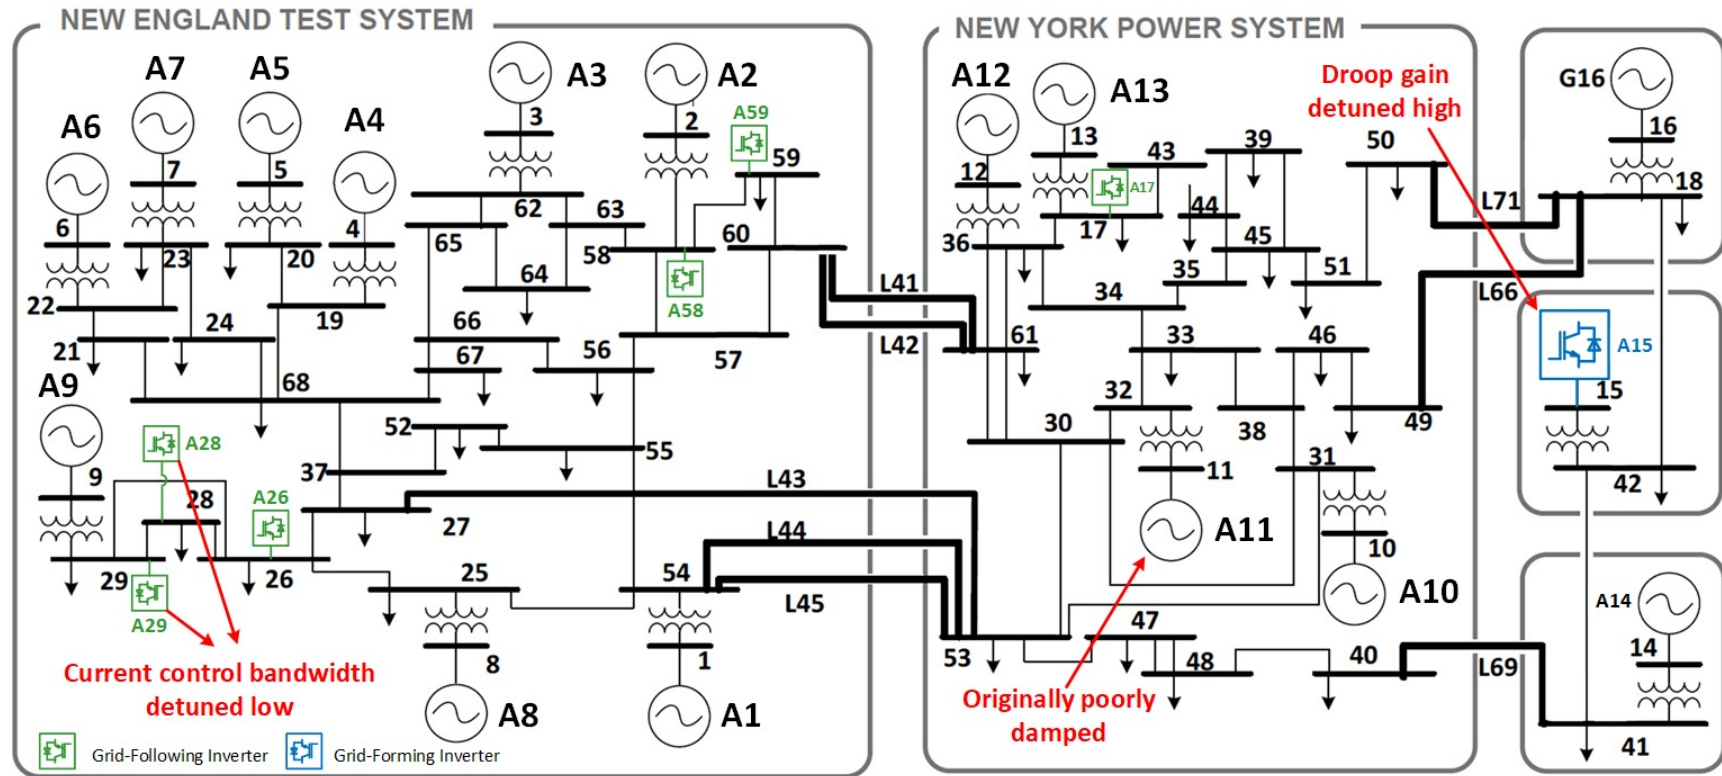 NEW ENGLAND TEST SYSTEM
NEW YORK POWER SYSTEM
A7
A5
A3
A2
A12
A13
Droop gain
detuned high
G16
A6
A4
A59
7
5
3
2
59
12
13
43
39
50
16
A17
18
6
4
62
63
65
58
60
36
17
44
45
L71
23
20
64
A58
35
51
L66
22
24
19
66
L41
34
21
67
56
57
L42
61
33
46
A15
A9
68
15
52
32
30
38
49
A28
55
37
31
42
9
A26
L43
11
28
27
A11
10
L44
29
26
25
54
A10
A14
A29
L45
47
Current control bandwidth
detuned low
8
1
53
48
40
14
L69
Originally poorly
damped
A8
A1
41
Grid-Following Inverter
Grid-Forming Inverter